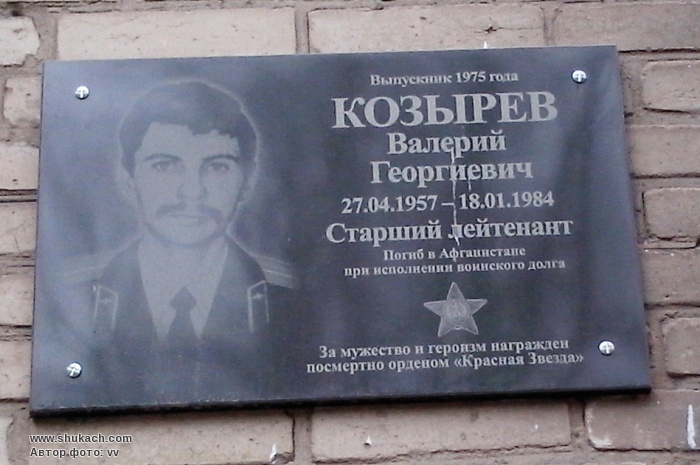 Выпускник 1975 года
КОЗЫРЕВ
Валерий
Георгиевич
27.04.1957 – 18.01.1984
Старший лейтенант
Погиб в Афганистане
при исполнении воинского долга
За мужество и героизм награжден
посмертно орденом «Красная Звезда»
www.shukach.com
Автор фото: vv